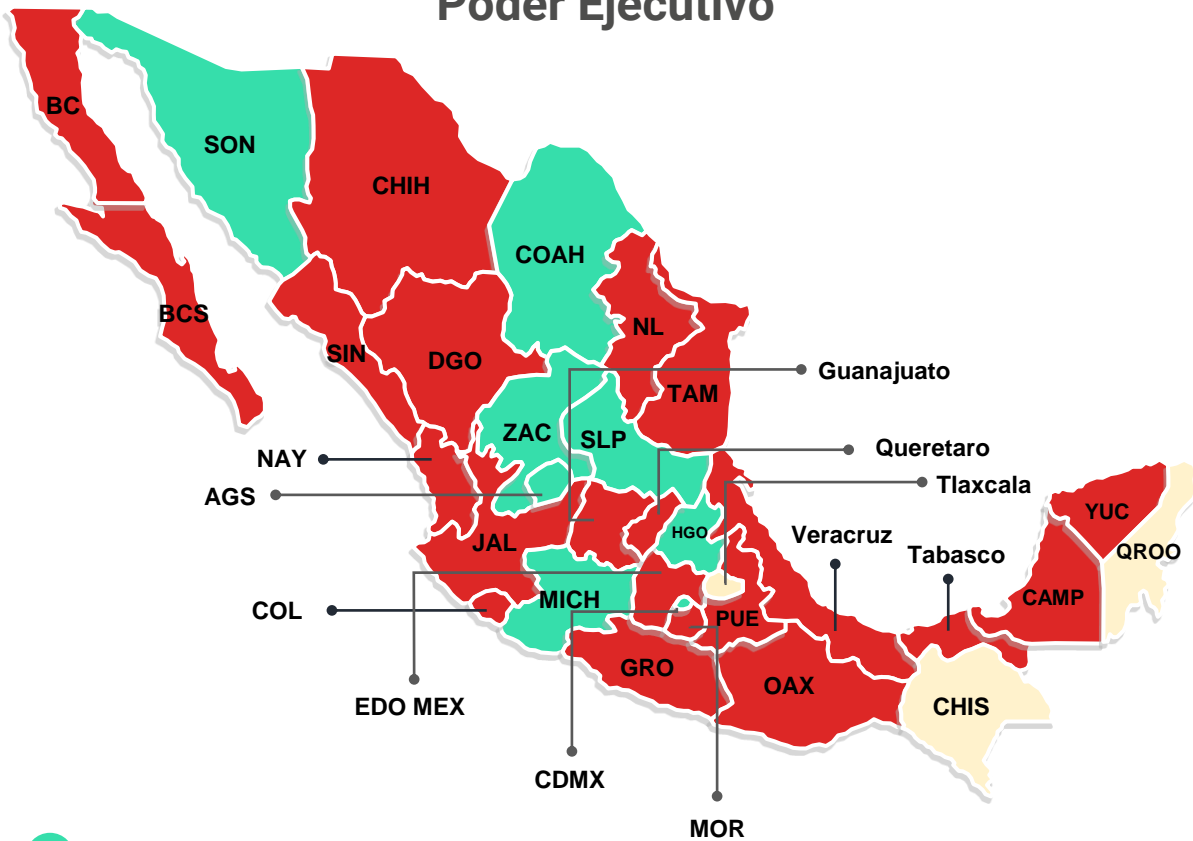 Poder Ejecutivo
BC
SON
CHIH
COAH
BCS
NL
SIN
DGO
Guanajuato
TAM
ZAC
SLP
Queretaro
NAY
Tlaxcala
AGS
YUC
HGO
Veracruz
JAL
QROO
Tabasco
MICH
CAMP
COL
PUE
GRO
OAX
EDO MEX
CHIS
CDMX
MOR